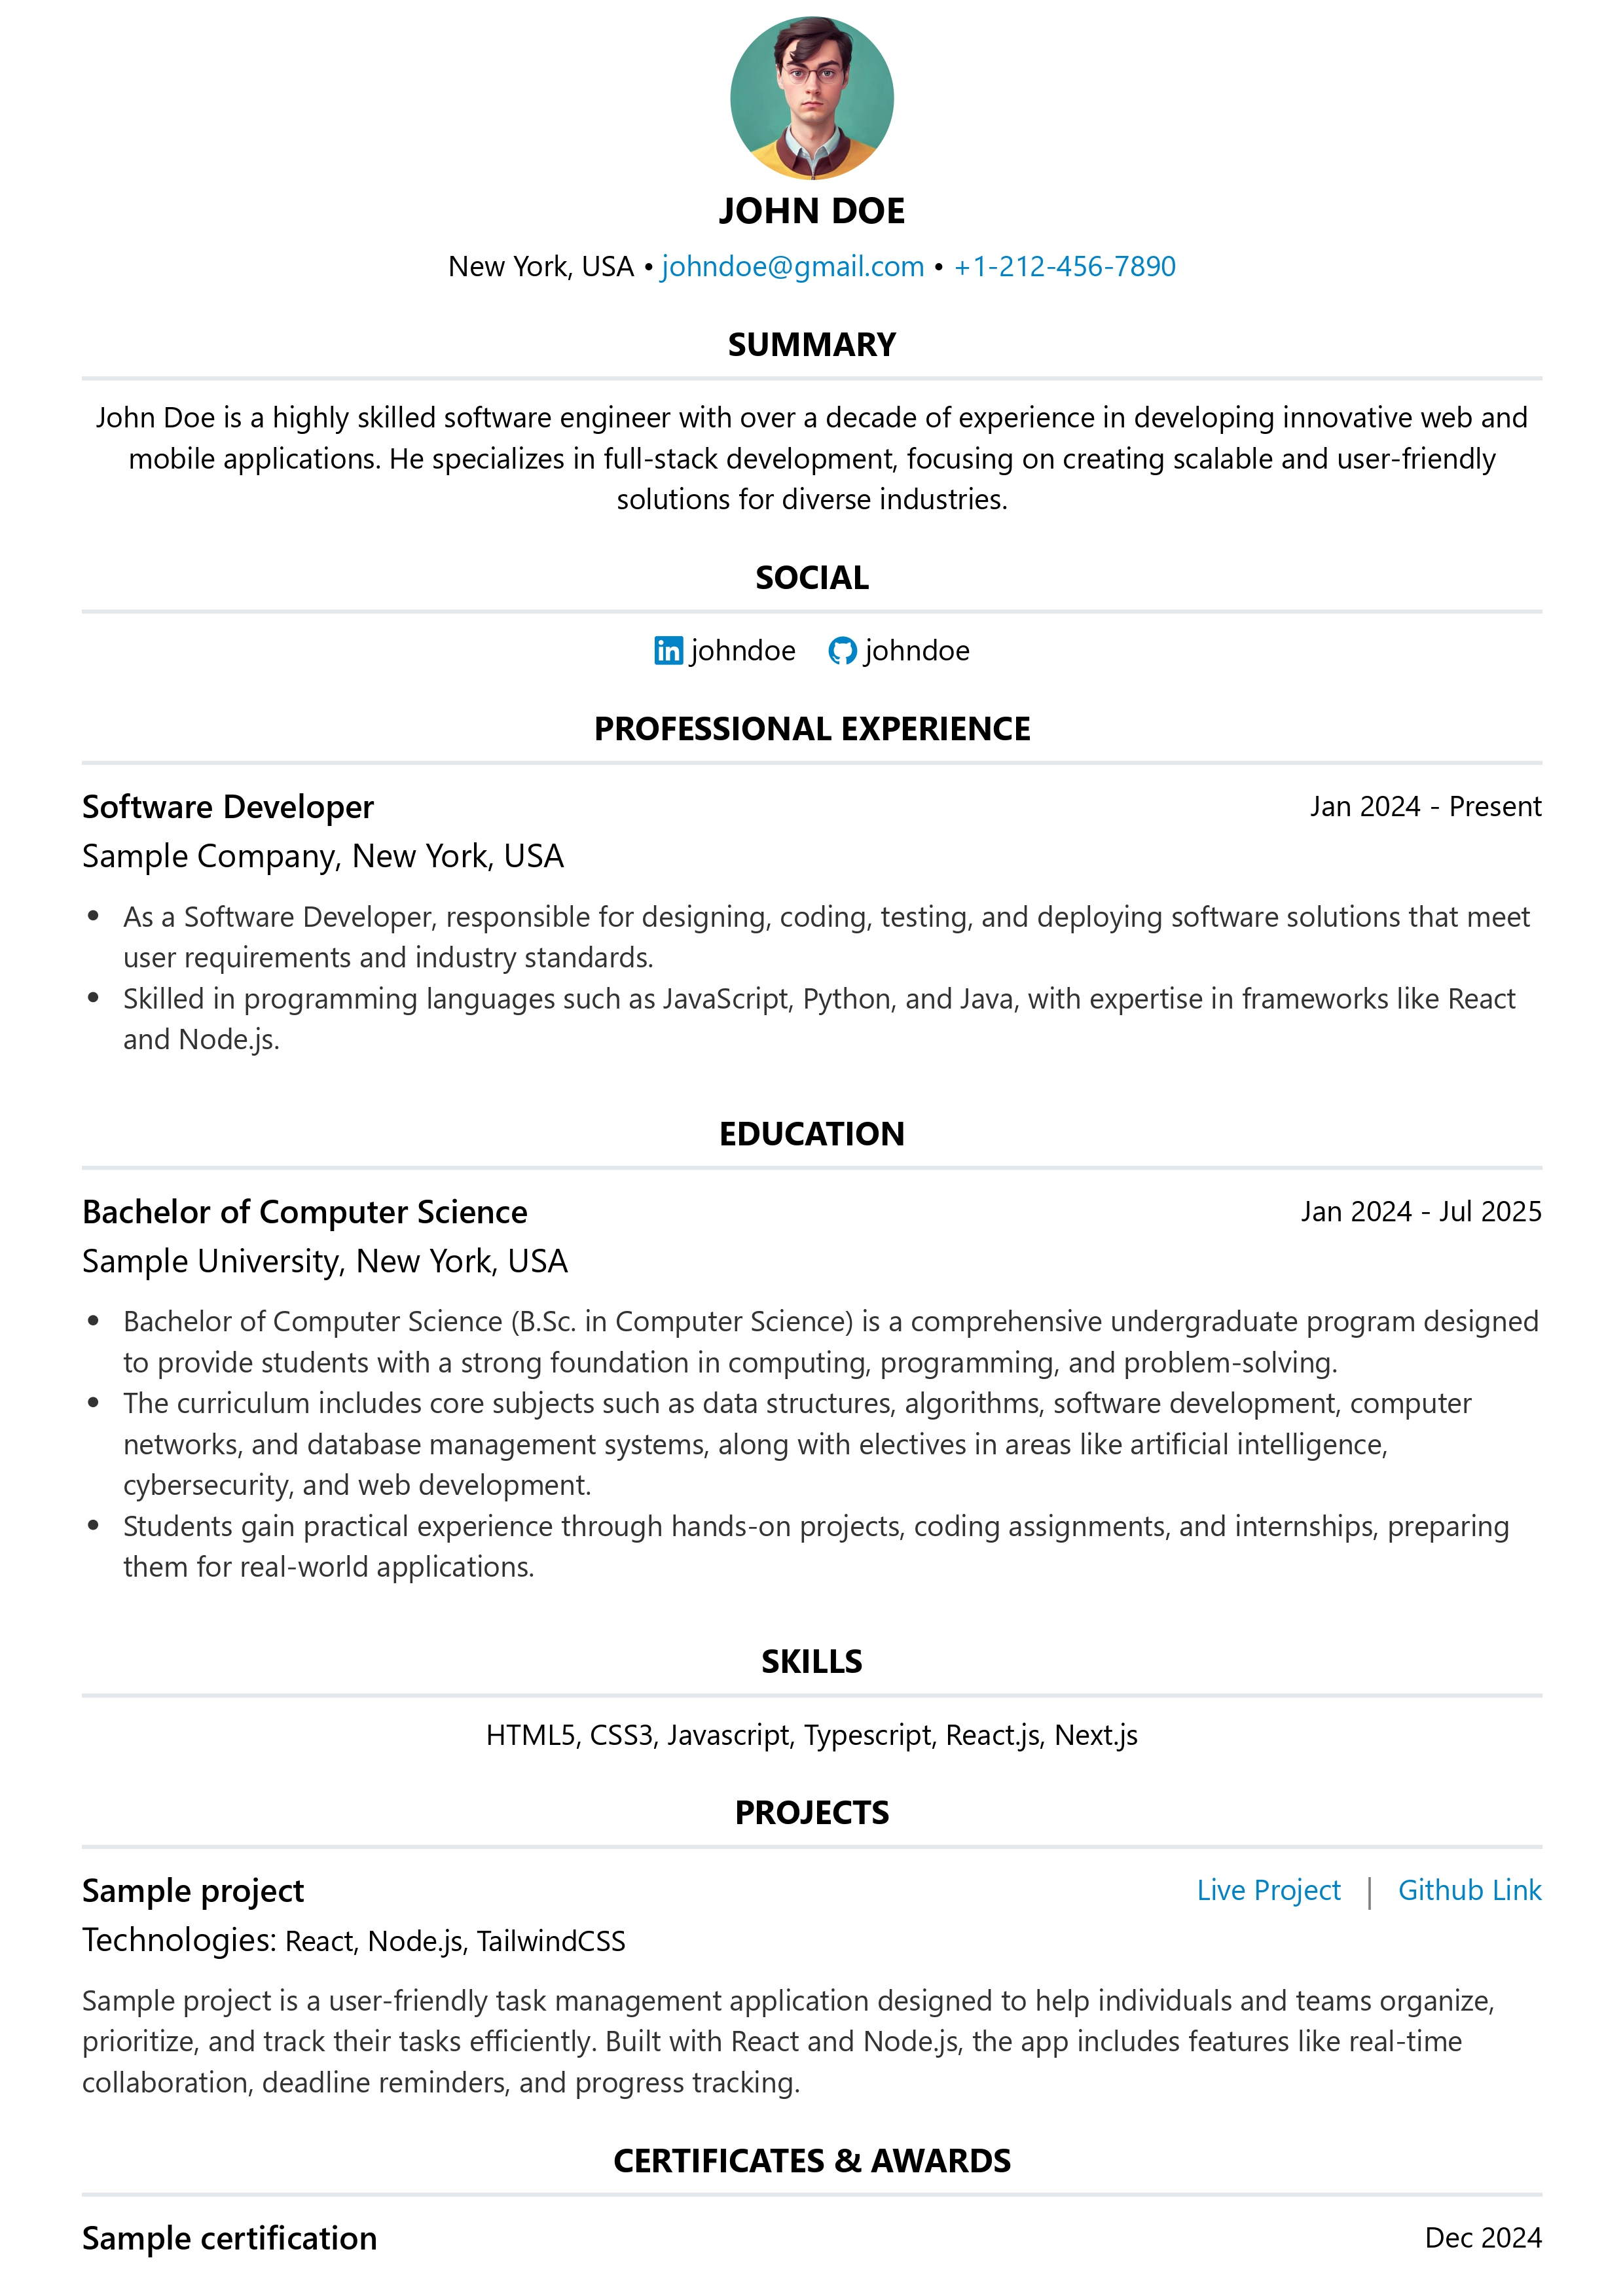 JOHN DOE
New York, USA • johndoe@gmail.com • +1-212-456-7890
SUMMARY
John Doe is a highly skilled software engineer with over a decade of experience in developing innovative web and
mobile applications. He specializes in full-stack development, focusing on creating scalable and user-friendly
solutions for diverse industries.
SOCIAL
in johndoe johndoe
PROFESSIONAL EXPERIENCE
Software Developer Jan 2024 - Present
Sample Company, New York, USA
• As a Software Developer, responsible for designing, coding, testing, and deploying software solutions that meet
user requirements and industry standards.
• Skilled in programming languages such as JavaScript, Python, and Java, with expertise in frameworks like React
and Node.js.
EDUCATION
Bachelor of Computer Science Jan 2024 - Jul 2025
Sample University, New York, USA
• Bachelor of Computer Science (B.Sc. in Computer Science) is a comprehensive undergraduate program designed
to provide students with a strong foundation in computing, programming, and problem-solving.
• The curriculum includes core subjects such as data structures, algorithms, software development, computer
networks, and database management systems, along with electives in areas like artificial intelligence,
cybersecurity, and web development.
• Students gain practical experience through hands-on projects, coding assignments, and internships, preparing
them for real-world applications.
SKILLS
HTML5, CSS3, Javascript, Typescript, React.js, Next.js
PROJECTS
Sample project Live Project | Github Link
Technologies: React, Node.js, TailwindCSS
Sample project is a user-friendly task management application designed to help individuals and teams organize,
prioritize, and track their tasks efficiently. Built with React and Node.js, the app includes features like real-time
collaboration, deadline reminders, and progress tracking.
CERTIFICATES & AWARDS
Sample certification Dec 2024